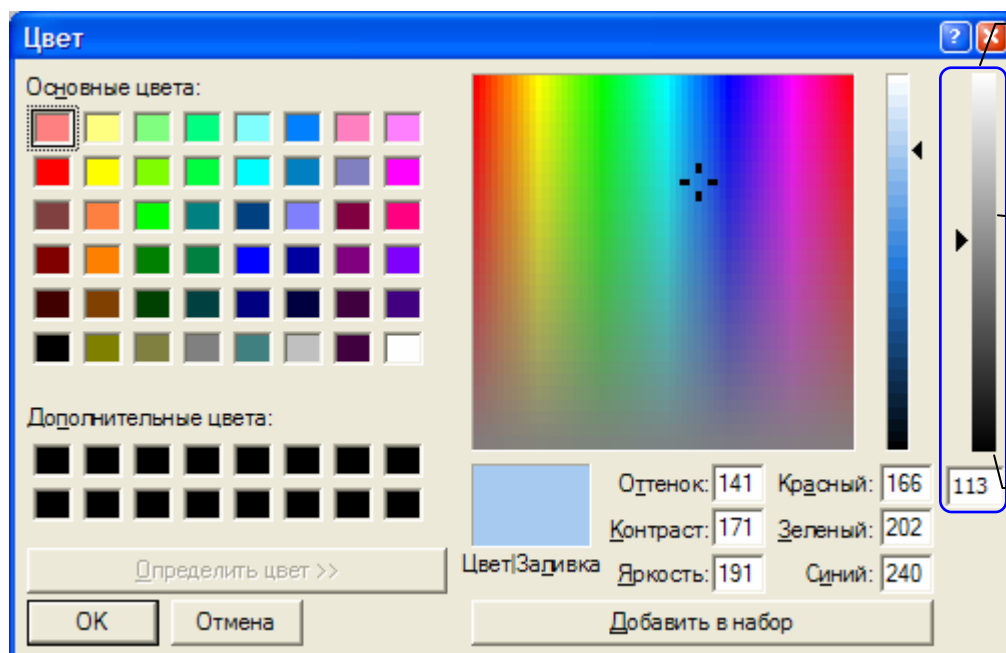 Цвет
?
Основные цвета:
Дополнительные цвета:
Определить цвет >>
OK
Отмена
Цвет|Заливка
Оттенок: 141
Контраст: 171
Яркость: 191
Красный: 166
Зеленый: 202
Синий: 240
113
Добавить в набор